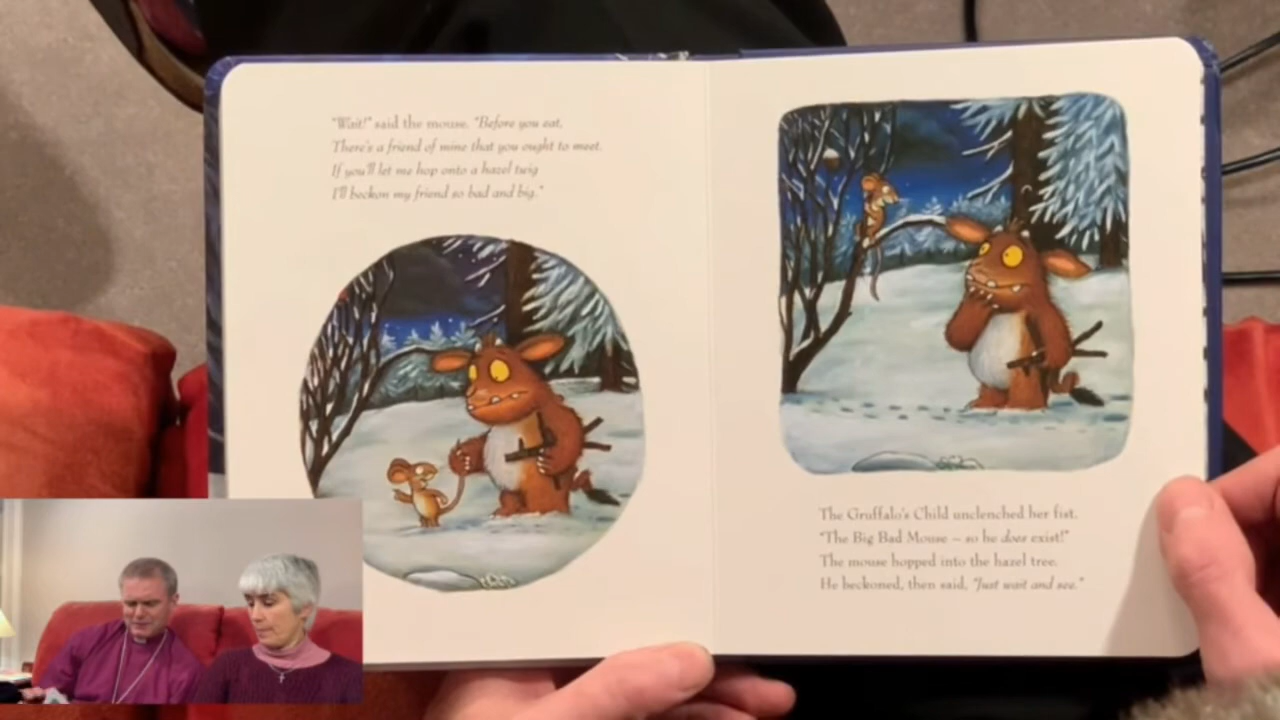 "Wait!" said the mouse. "Before you eat,
There's a friend of mine that you ought to meet.
If you'll let me hop onto a hazel twig
I'll beckon my friend so bad and big."
The Gruffalo's Child unclenched her fist.
"The Big Bad Mouse – so he does exist!"
The mouse hopped into the hazel tree.
He beckoned, then said, "Just wait and see."